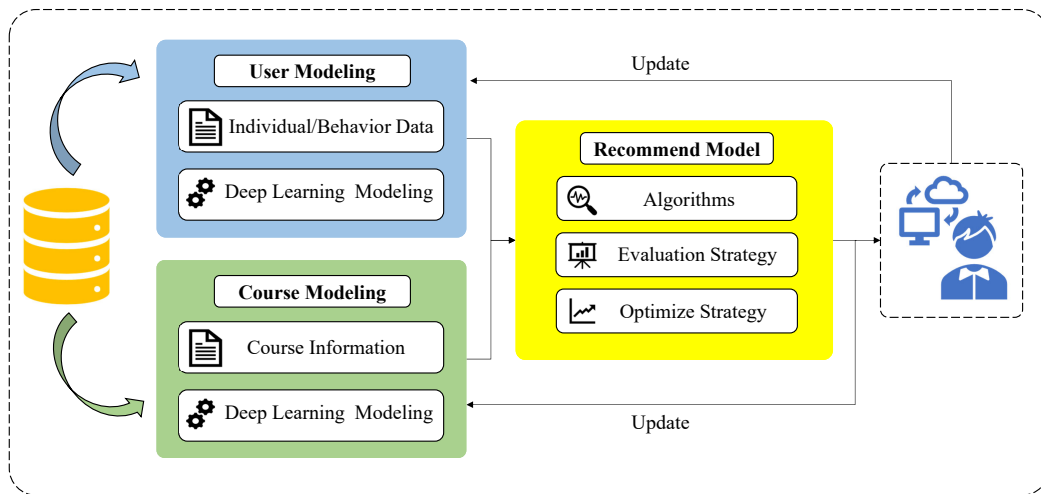 User Modeling
Individual/Behavior Data
Deep Learning Modeling
Course Modeling
Course Information
Deep Learning Modeling
Recommend Model
Algorithms
Evaluation Strategy
Optimize Strategy
Update
Update